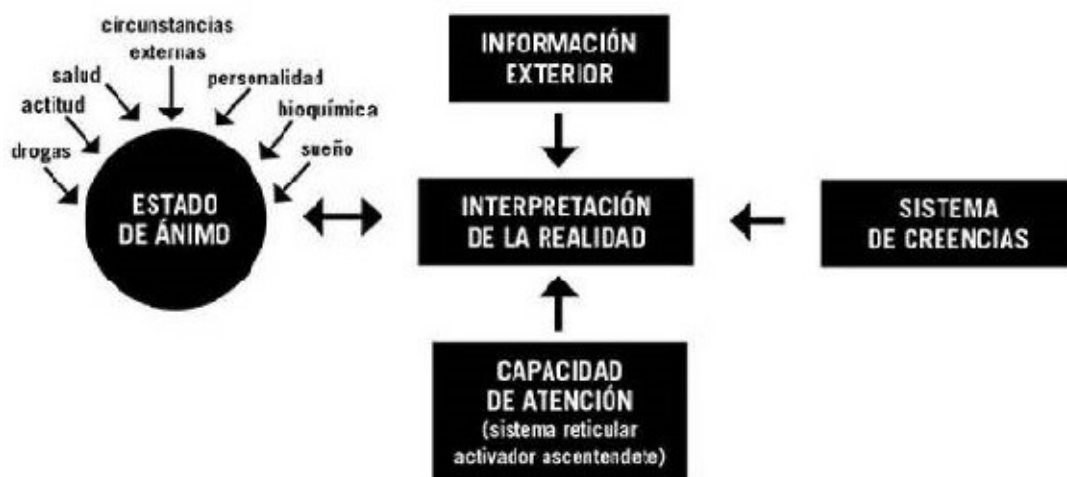 circunstancias
externas
salud
personalidad
actitud
bioquímica
drogas
sueño
ESTADO
DE ÁNIMO
INFORMACIÓN
EXTERIOR
INTERPRETACIÓN
DE LA REALIDAD
SISTEMA
DE CREENCIAS
CAPACIDAD
DE ATENCIÓN
(sistema reticular
activador ascentendete)